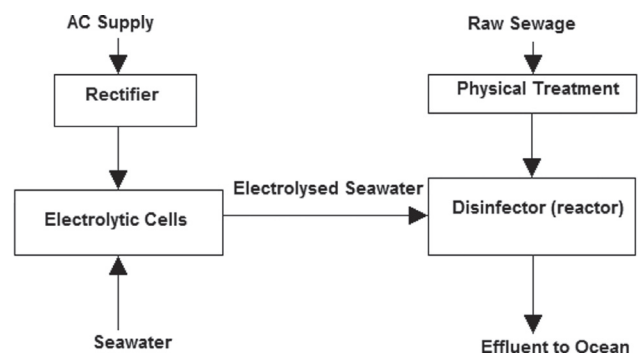 AC Supply
Raw Sewage
Rectifier
Physical Treatment
Electrolysed Seawater
Electrolytic Cells
Disinfector (reactor)
Seawater
Effluent to Ocean